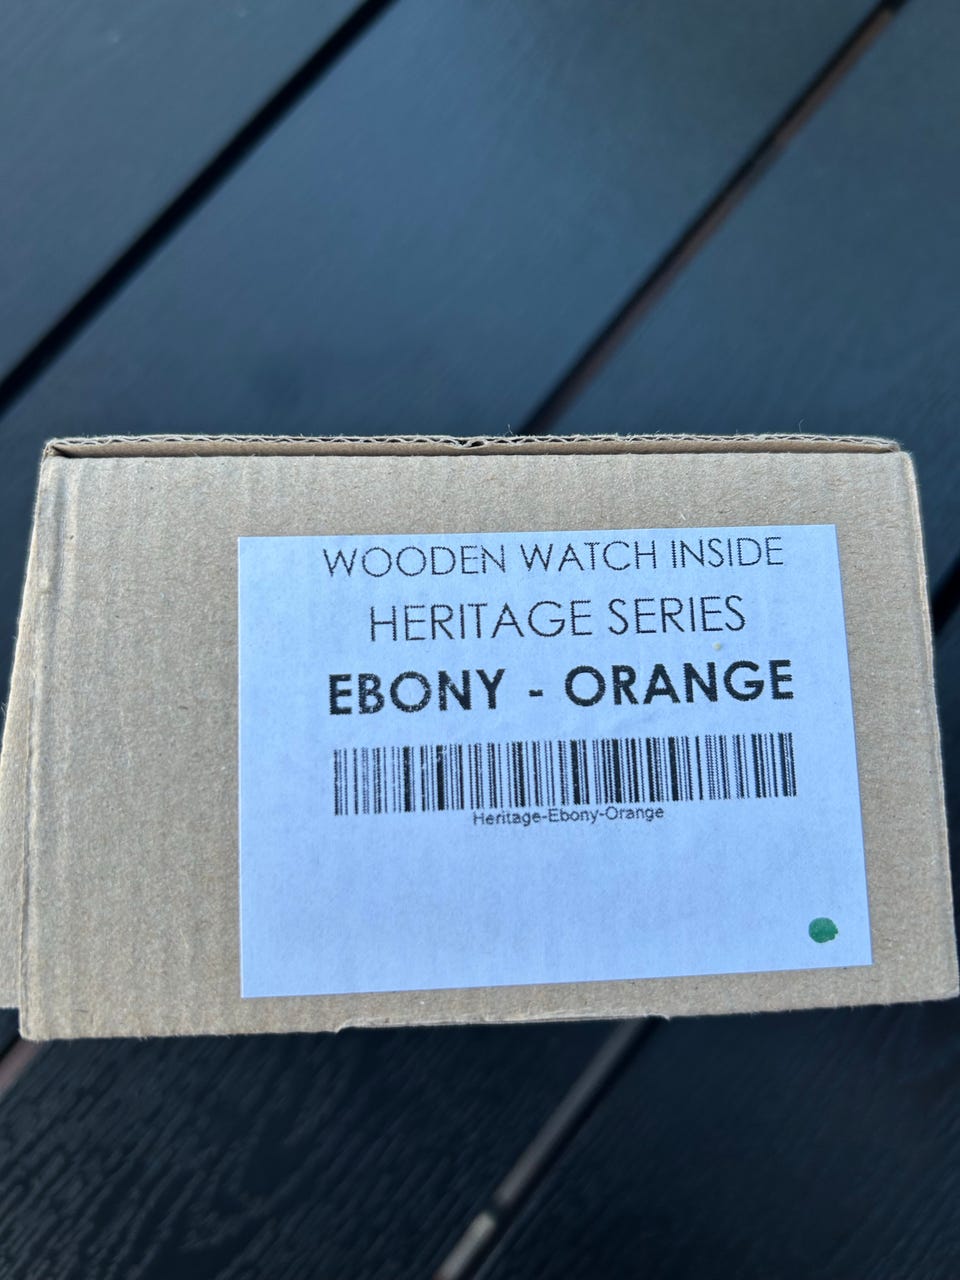 WOODEN WATCH INSIDE
HERITAGE SERIES
EBONY - ORANGE
Heritage-Ebony-Orange